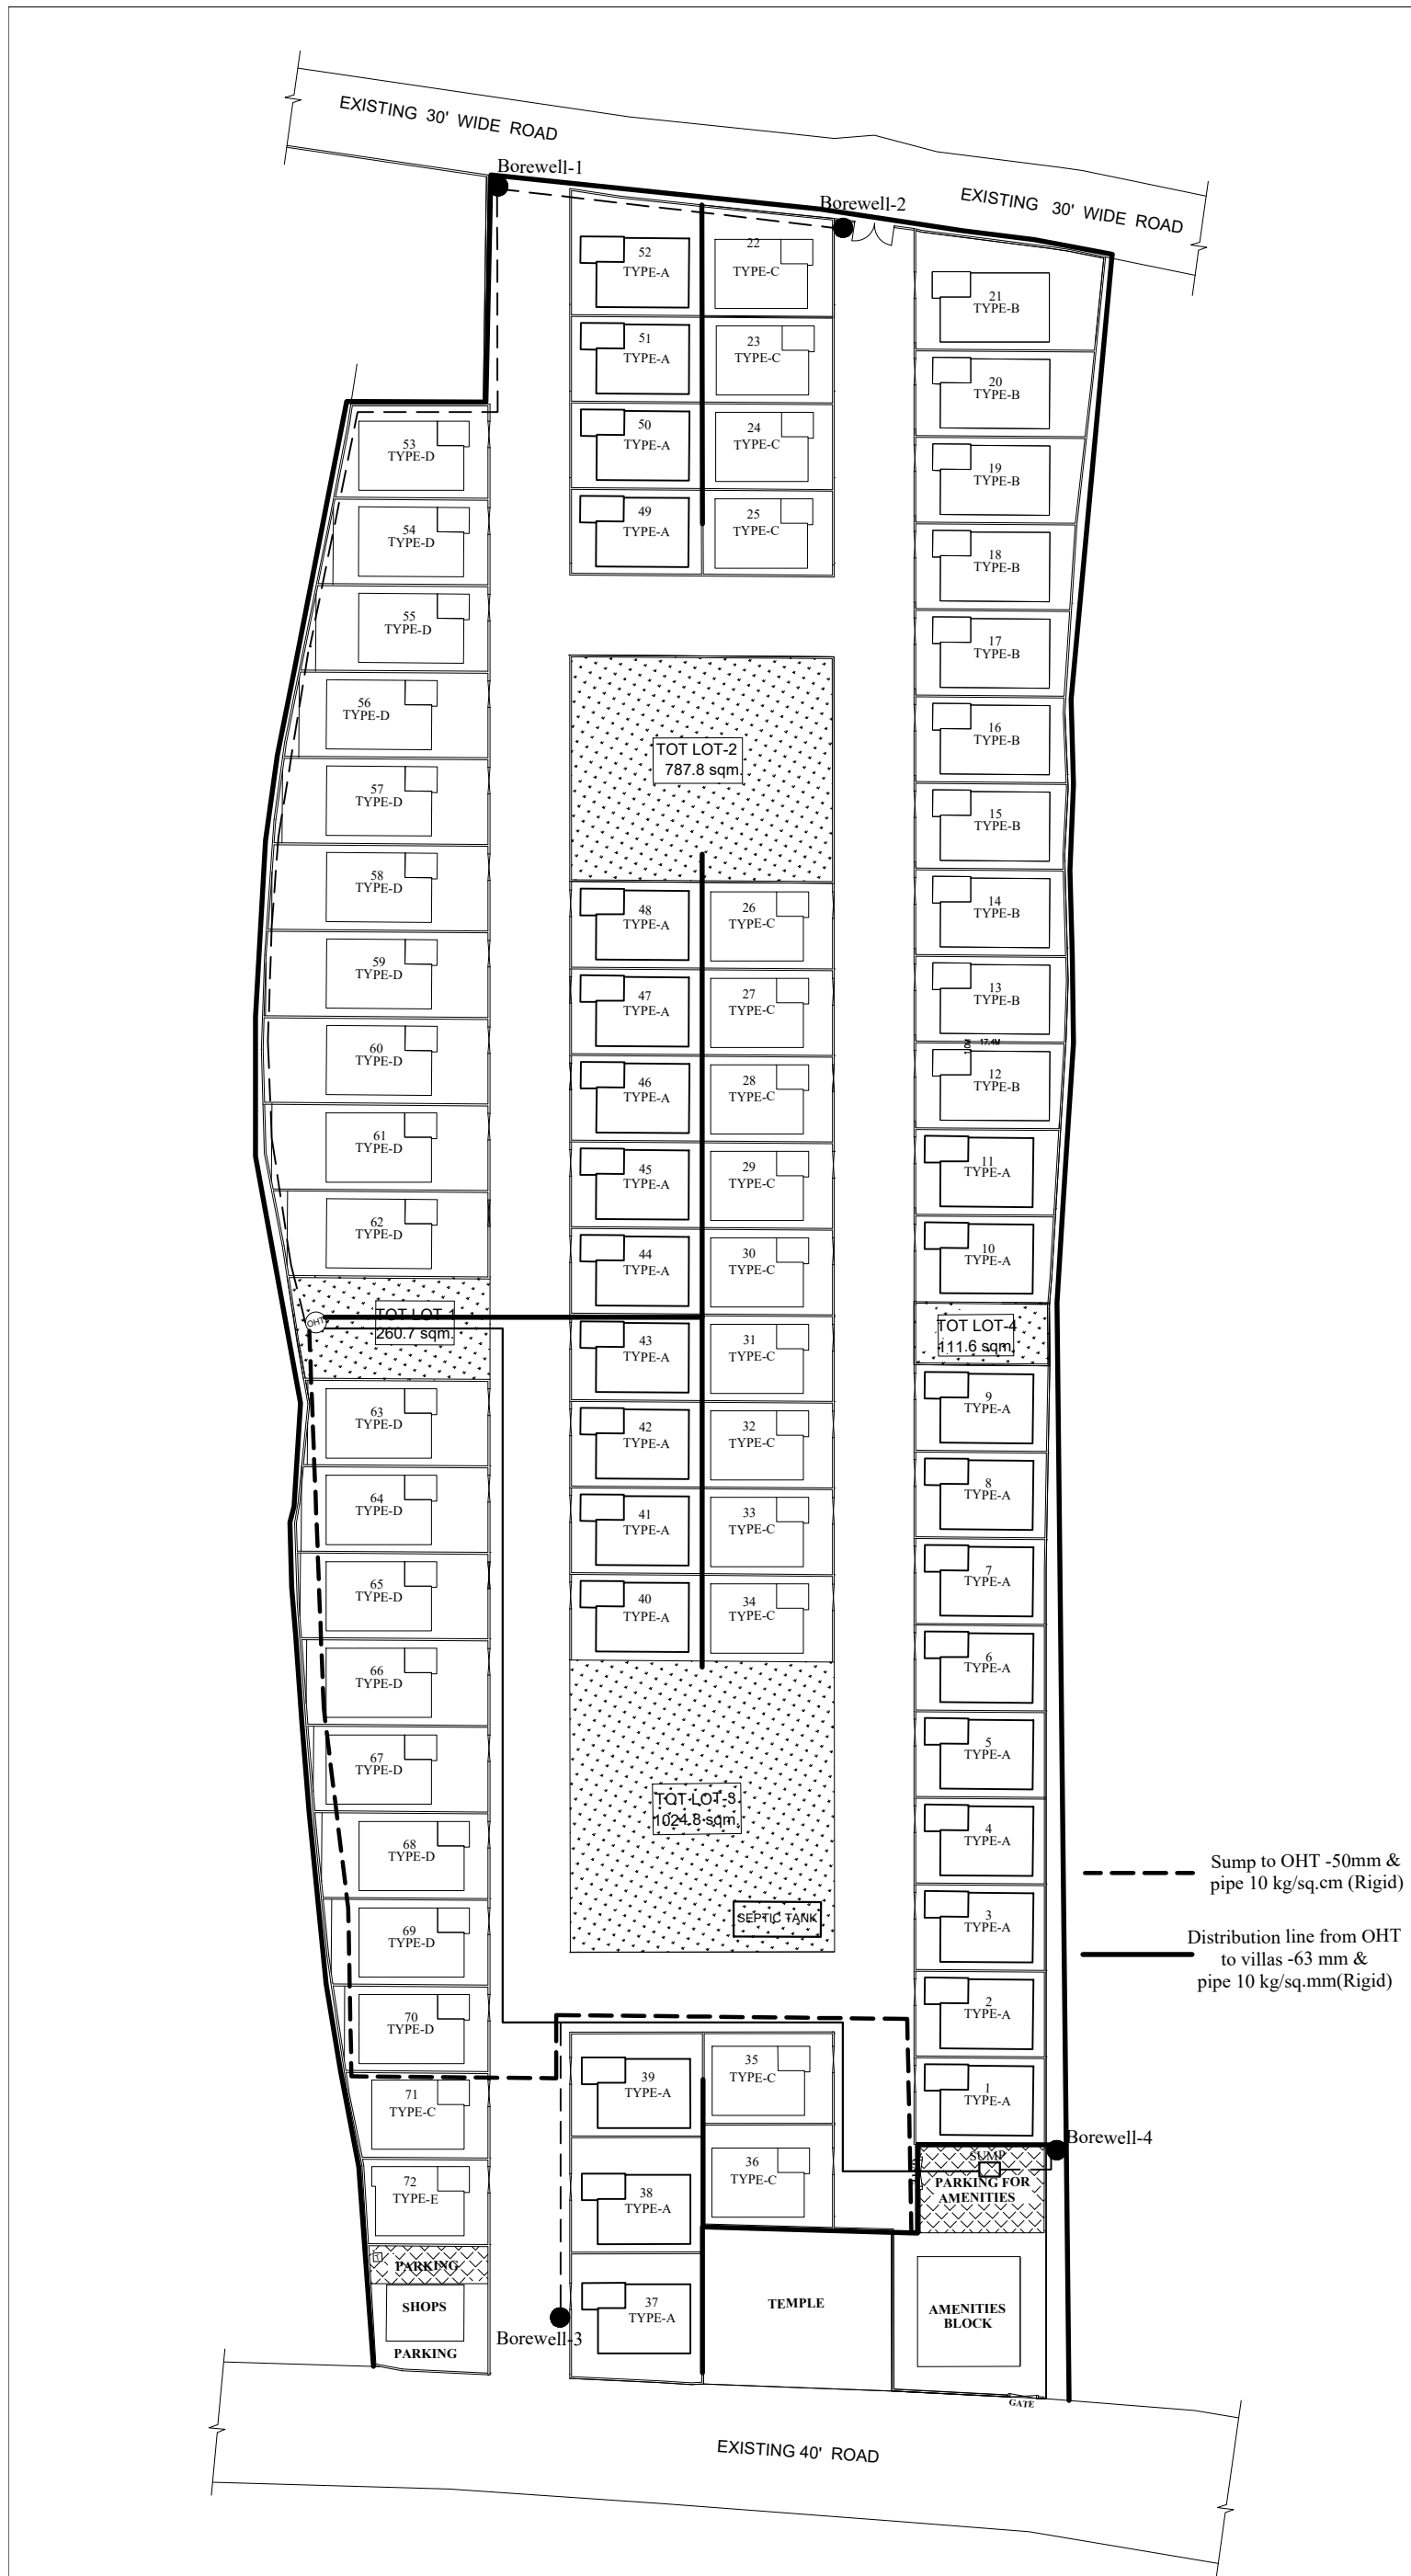 EXISTING 30' WIDE ROAD
Borewell-1
EXISTING 30' WIDE ROAD
Borewell-2
52
TYPE-A
22
TYPE-C
21
TYPE-B
51
TYPE-A
23
TYPE-C
20
TYPE-B
50
TYPE-A
24
TYPE-C
53
TYPE-D
19
TYPE-B
49
TYPE-A
25
TYPE-C
54
TYPE-D
18
TYPE-B
55
TYPE-D
17
TYPE-B
56
TYPE-D
16
TYPE-B
TOT LOT-2
787.8 sqm.
57
TYPE-D
15
TYPE-B
58
TYPE-D
14
TYPE-B
48
TYPE-A
26
TYPE-C
59
TYPE-D
13
TYPE-B
47
TYPE-A
27
TYPE-C
17.4M
60
TYPE-D
12
TYPE-B
46
TYPE-A
28
TYPE-C
61
TYPE-D
11
TYPE-A
45
TYPE-A
29
TYPE-C
62
TYPE-D
10
TYPE-A
44
TYPE-A
30
TYPE-C
OHT
TOT LOT-1
260.7 sqm.
TOT LOT-4
111.6 sqm.
43
TYPE-A
31
TYPE-C
63
TYPE-D
9
TYPE-A
42
TYPE-A
32
TYPE-C
64
TYPE-D
8
TYPE-A
41
TYPE-A
33
TYPE-C
65
TYPE-D
7
TYPE-A
40
TYPE-A
34
TYPE-C
66
TYPE-D
6
TYPE-A
67
TYPE-D
5
TYPE-A
TOT LOT-3
1024.8 sqm.
68
TYPE-D
4
TYPE-A
Sump to OHT -50mm &
pipe 10 kg/sq.cm (Rigid)
SEPTIC TANK
69
TYPE-D
3
TYPE-A
Distribution line from OHT
to villas -63 mm &
pipe 10 kg/sq.mm(Rigid)
70
TYPE-D
2
TYPE-A
39
TYPE-A
35
TYPE-C
71
TYPE-C
1
TYPE-A
Borewell-4
SUMP
PARKING FOR
AMENITIES
38
TYPE-A
36
TYPE-C
72
TYPE-E
PARKING
SHOPS
PARKING
37
TYPE-A
TEMPLE
AMENITIES
BLOCK
Borewell-3
GATE
EXISTING 40' ROAD